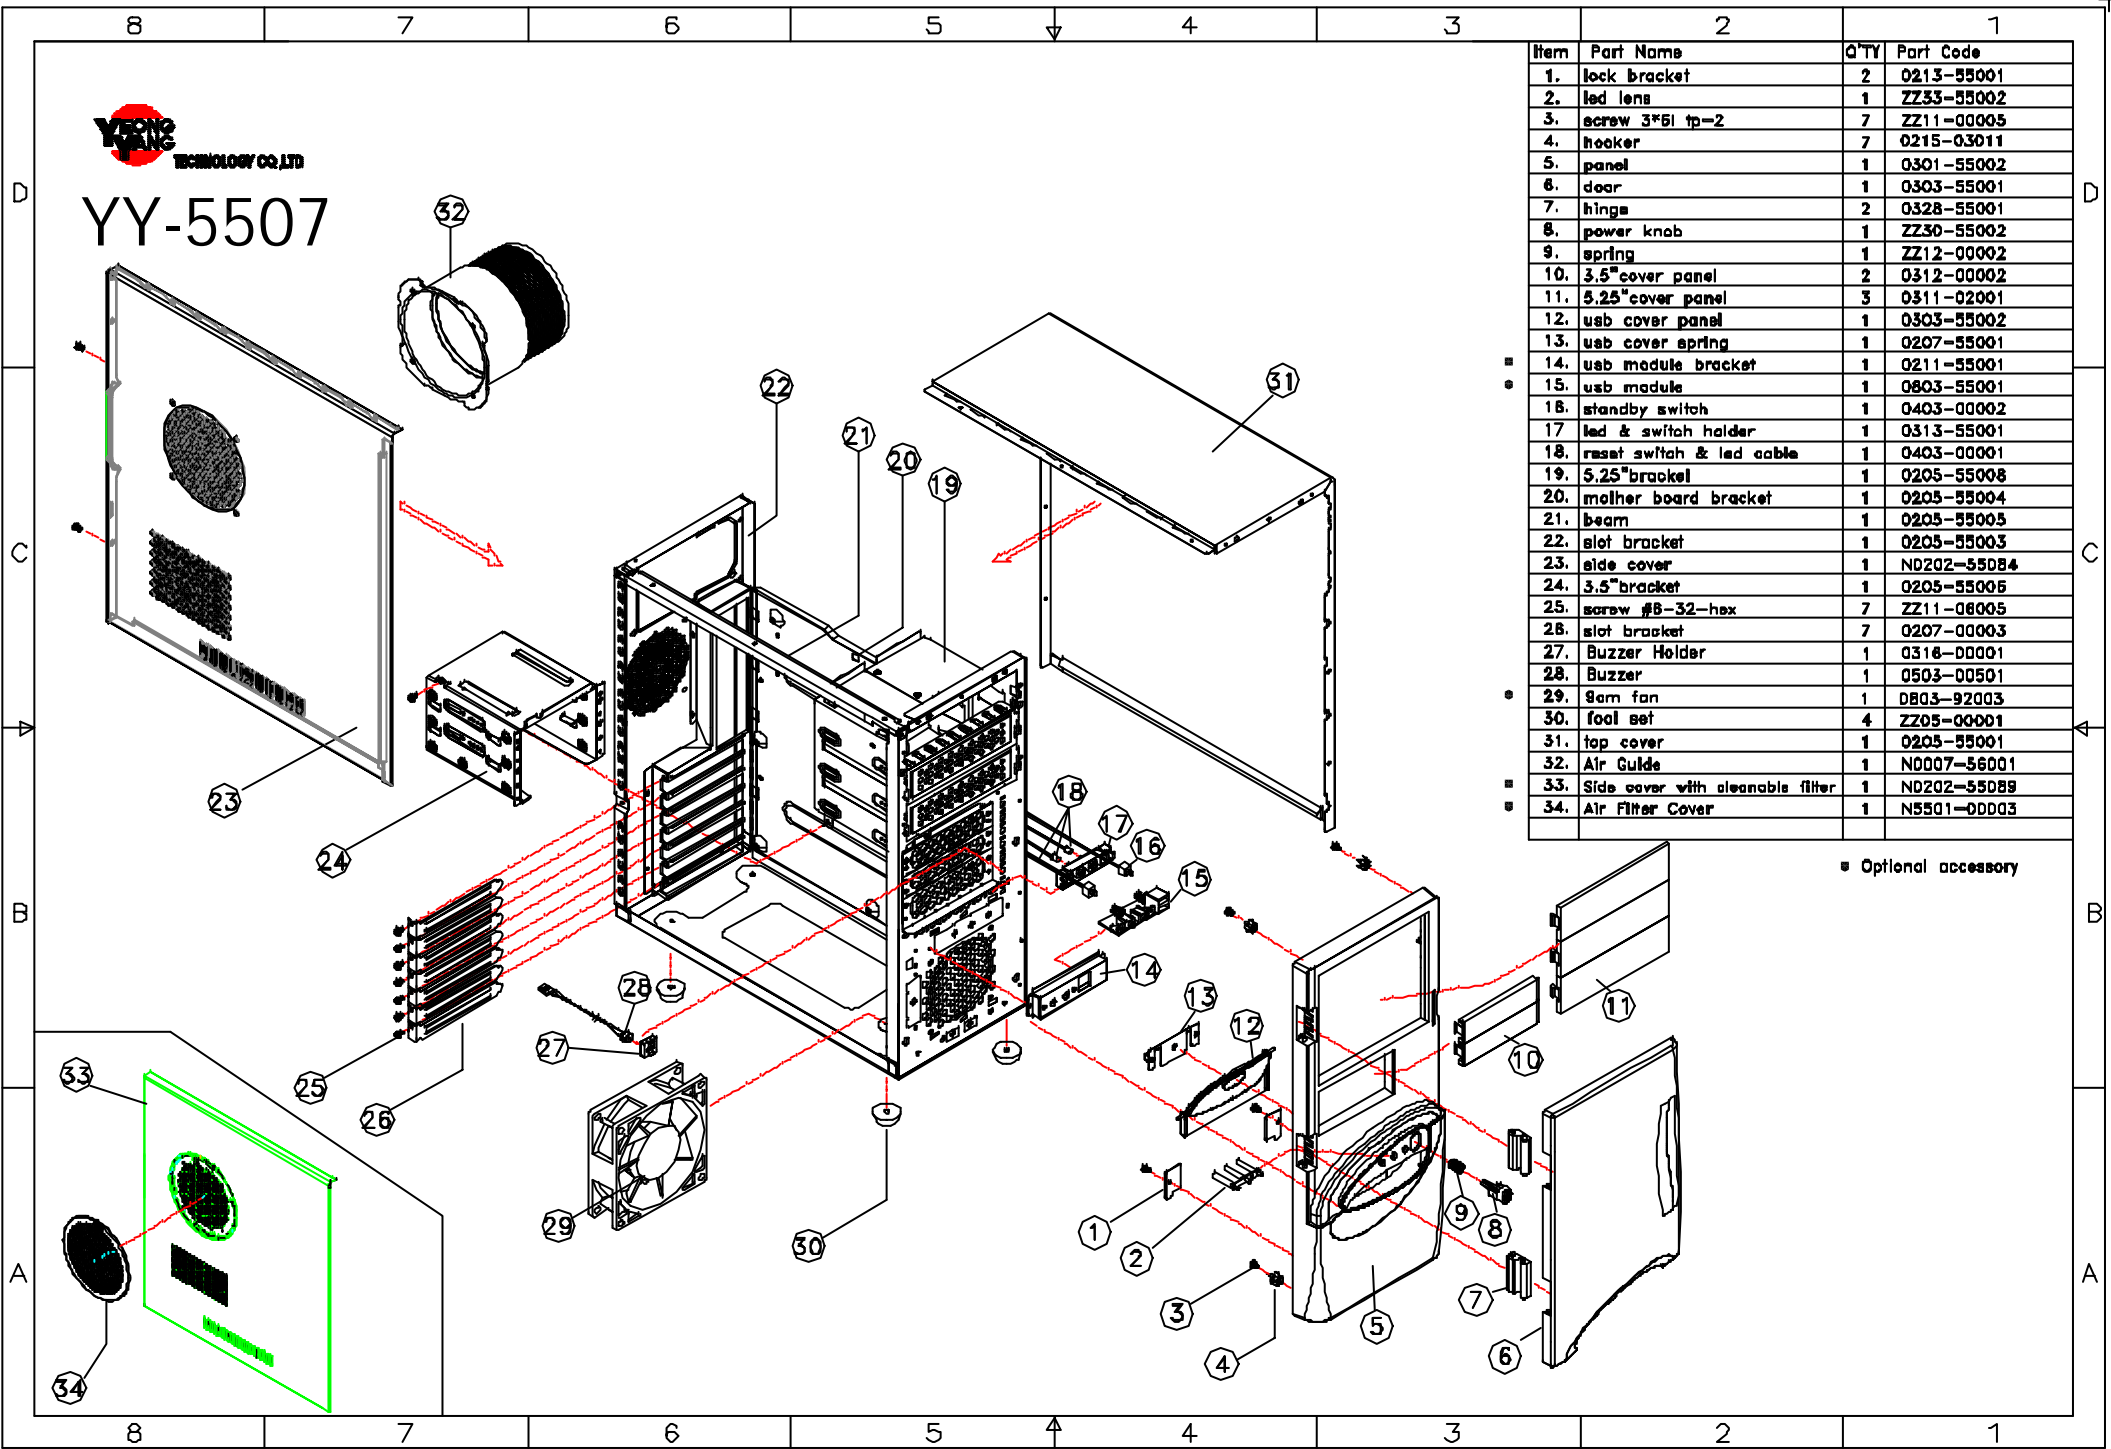 8 7 6 5 4 3 2 1
YEONG
YANG
TECHNOLOGY CO.,LTD
YY-5507
Item Part Name Q'TY Part Code
1. lock bracket 2 0213-55001
2. led lens 1 ZZ33-55002
3. screw 3*6l tp-2 7 ZZ11-00005
4. hooker 7 0215-03011
5. panel 1 0301-55002
6. door 1 0303-55001
7. hinge 2 0328-55001
8. power knob 1 ZZ30-55002
9. spring 1 ZZ12-00002
10. 3.5"cover panel 2 0312-00002
11. 5.25"cover panel 3 0311-02001
12. usb cover panel 1 0303-55002
13. usb cover spring 1 0207-55001
14. usb module bracket 1 0211-55001
15. usb module 1 0803-55001
16. standby switch 1 0403-00002
17 led & switch holder 1 0313-55001
18. reset switch & led cable 1 0403-00001
19. 5.25"bracket 1 0205-55008
20. mother board bracket 1 0205-55004
21. beam 1 0205-55005
22. slot bracket 1 0205-55003
23. side cover 1 N0202-55084
24. 3.5"bracket 1 0205-55006
25. screw #6-32-hex 7 ZZ11-06005
26. slot bracket 7 0207-00003
27. Buzzer Holder 1 0316-00001
28. Buzzer 1 0503-00501
29. 9cm fan 1 0803-92003
30. foot set 4 ZZ05-00001
31. top cover 1 0205-55001
32. Air Guide 1 N0007-56001
33. Side cover with cleanable filter 1 N0202-55089
34. Air Filter Cover 1 N5501-00003
Optional accessory
D D
C C
B B
A A
32
31
22
21
20
19
23
24
18
17
16
15
14
13
12
11
10
28
27
25
26
33
29
30
34
1
2
3
4
5
6
7
8
9
8 7 6 5 4 3 2 1